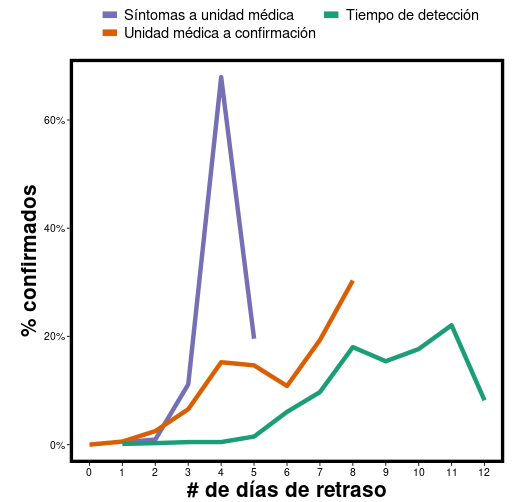 Síntomas a unidad médica Tiempo de detección
Unidad médica a confirmación
% confirmados
60%
40%
20%
0%
0 1 2 3 4 5 6 7 8 9 10 11 12
# de días de retraso